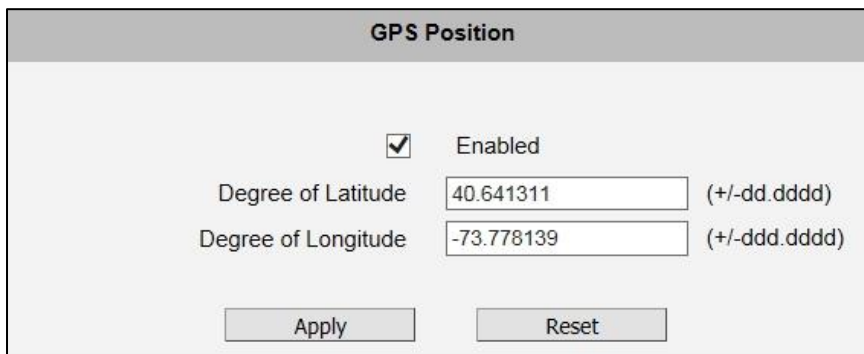 GPS Position
Enabled
Degree of Latitude 40.641311 (+/-dd.dddd)
Degree of Longitude -73.778139 (+/-ddd.dddd)
Apply Reset